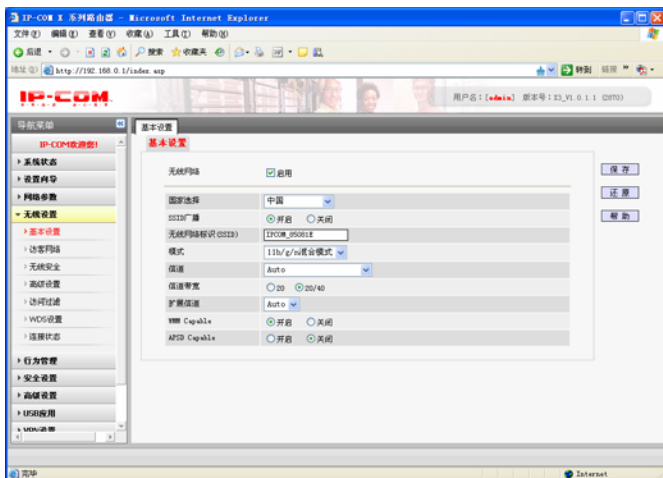 IP-COM X 系列路由器 - Microsoft Internet Explorer
文件(F) 编辑(E) 查看(V) 收藏(A) 工具(T) 帮助(H)
后退 搜索 收藏夹
地址(D) http://192.168.0.1/index.asp 转到 链接 »
IP-COM 用户名：[admin] 版本号：
导航菜单
IP-COM欢迎您!
系统状态
设置向导
网络参数
无线设置
基本设置
访客网络
无线安全
高级设置
访问过滤
WDS设置
连接状态
行为管理
安全设置
高级设置
USB应用
VPN设置
基本设置
基本设置
无线网络 启用
国家选择 中国
SSID广播 开启 关闭
无线网络标识(SSID) IPCOM_05081E
模式 11b/g/n混合模式
信道 Auto
信道带宽 20 20/40
扩展信道 Auto
WMM Capable 开启 关闭
APSD Capable 开启 关闭
保存
还原
帮助
完毕 Internet